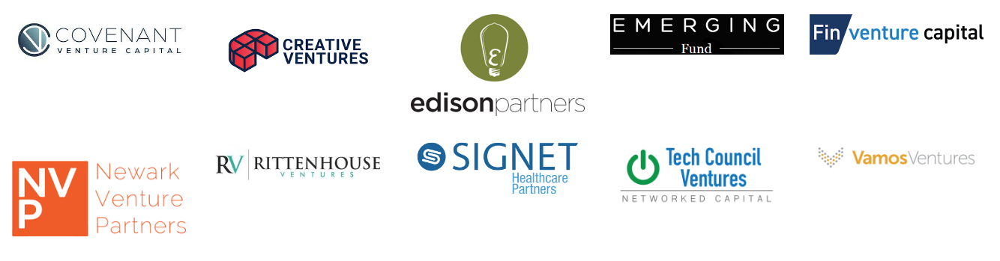 COVENANT
VENTURE CAPITAL
CREATIVE
VENTURES
edisonpartners
EMERGING
Fund
Fin venture capital
NV
P
Newark
Venture
Partners
RV RITTENHOUSE
VENTURES
SIGNET
Healthcare
Partners
Tech Council
Ventures
NETWORKED CAPITAL
VamosVentures